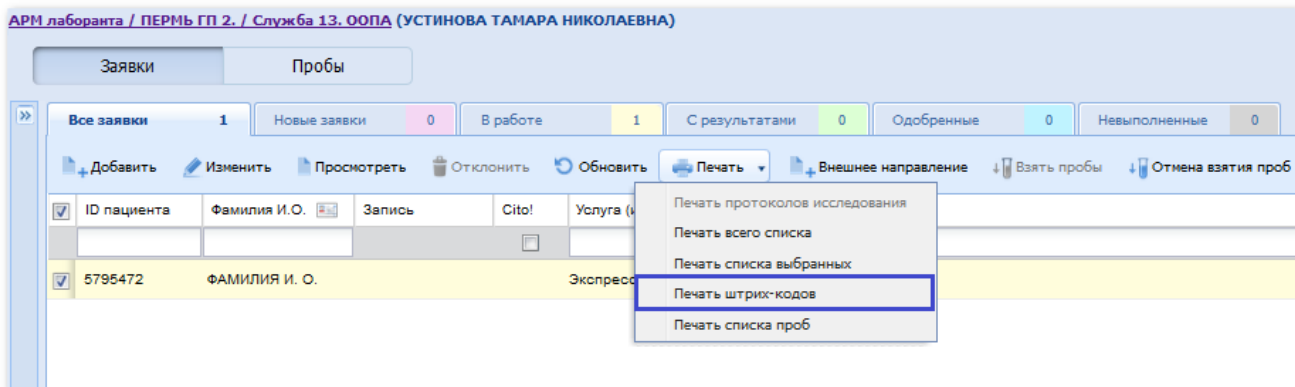 АРМ лаборанта / ПЕРМЬ ГП 2. / Служба 13. ООПА (УСТИНОВА ТАМАРА НИКОЛАЕВНА)
Заявки Пробы
Все заявки 1 Новые заявки 0 В работе 1 С результатами 0 Одобренные 0 Невыполненные 0
Добавить Изменить Просмотреть Отклонить Обновить Печать Внешнее направление Взять пробы Отмена взятия проб
ID пациента Фамилия И.О. Запись Cito! Услуга
Печать протоколов исследования
Печать всего списка
Печать списка выбранных
5795472 ФАМИЛИЯ И. О.
Печать штрих-кодов
Печать списка проб